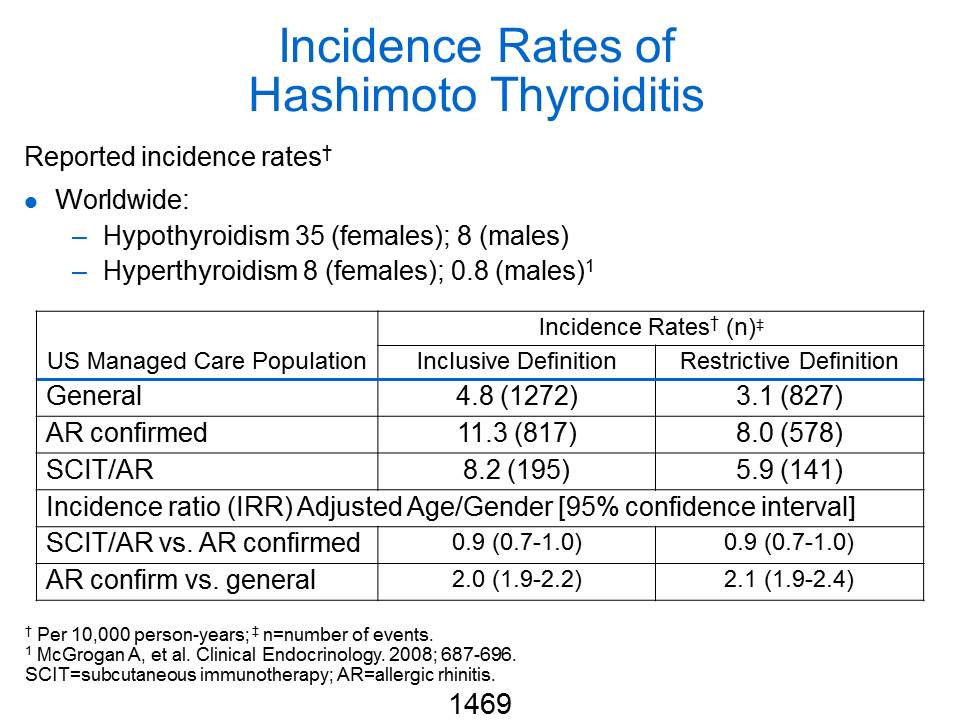 Incidence Rates of
Hashimoto Thyroiditis
Reported incidence rates†
● Worldwide:
– Hypothyroidism 35 (females); 8 (males)
– Hyperthyroidism 8 (females); 0.8 (males)¹
Incidence Rates† (n)‡
US Managed Care Population Inclusive Definition Restrictive Definition
General 4.8 (1272) 3.1 (827)
AR confirmed 11.3 (817) 8.0 (578)
SCIT/AR 8.2 (195) 5.9 (141)
Incidence ratio (IRR) Adjusted Age/Gender [95% confidence interval]
SCIT/AR vs. AR confirmed 0.9 (0.7-1.0) 0.9 (0.7-1.0)
AR confirm vs. general 2.0 (1.9-2.2) 2.1 (1.9-2.4)
† Per 10,000 person-years; ‡ n=number of events.
¹ McGrogan A, et al. Clinical Endocrinology. 2008; 687-696.
SCIT=subcutaneous immunotherapy; AR=allergic rhinitis.
1469